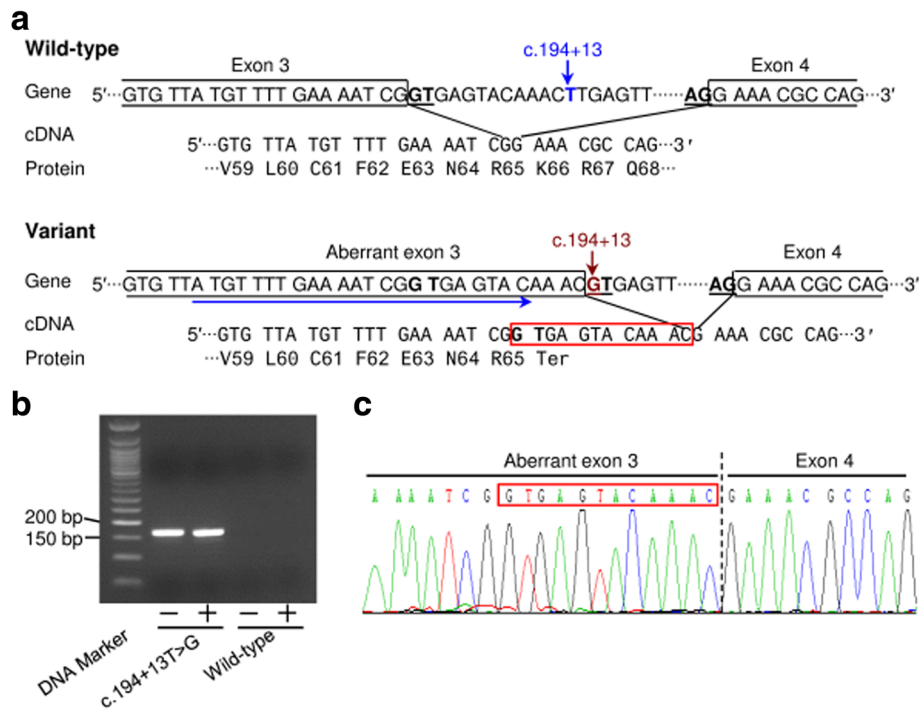 a
Wild-type
c.194+13
Exon 3 Exon 4
Gene 5'···GTG TTA TGT TTT GAA AAT CGGTGAGTACAAACTTGAGTT······AGG AAA CGC CAG···3'
cDNA 5'···GTG TTA TGT TTT GAA AAT CGG AAA CGC CAG···3'
Protein ···V59 L60 C61 F62 E63 N64 R65 K66 R67 Q68···
Variant
c.194+13
Aberrant exon 3 Exon 4
Gene 5'···GTG TTA TGT TTT GAA AAT CGG TGA GTA CAA ACGTGAGTT······AGG AAA CGC CAG···3'
cDNA 5'···GTG TTA TGT TTT GAA AAT CGG TGA GTA CAA ACG AAA CGC CAG···3'
Protein ···V59 L60 C61 F62 E63 N64 R65 Ter
b
200 bp
150 bp
− + − +
DNA Marker c.194+13T>G Wild-type
c
Aberrant exon 3 Exon 4
A A A A T C G G T G A G T A C A A A C G A A A C G C C A G